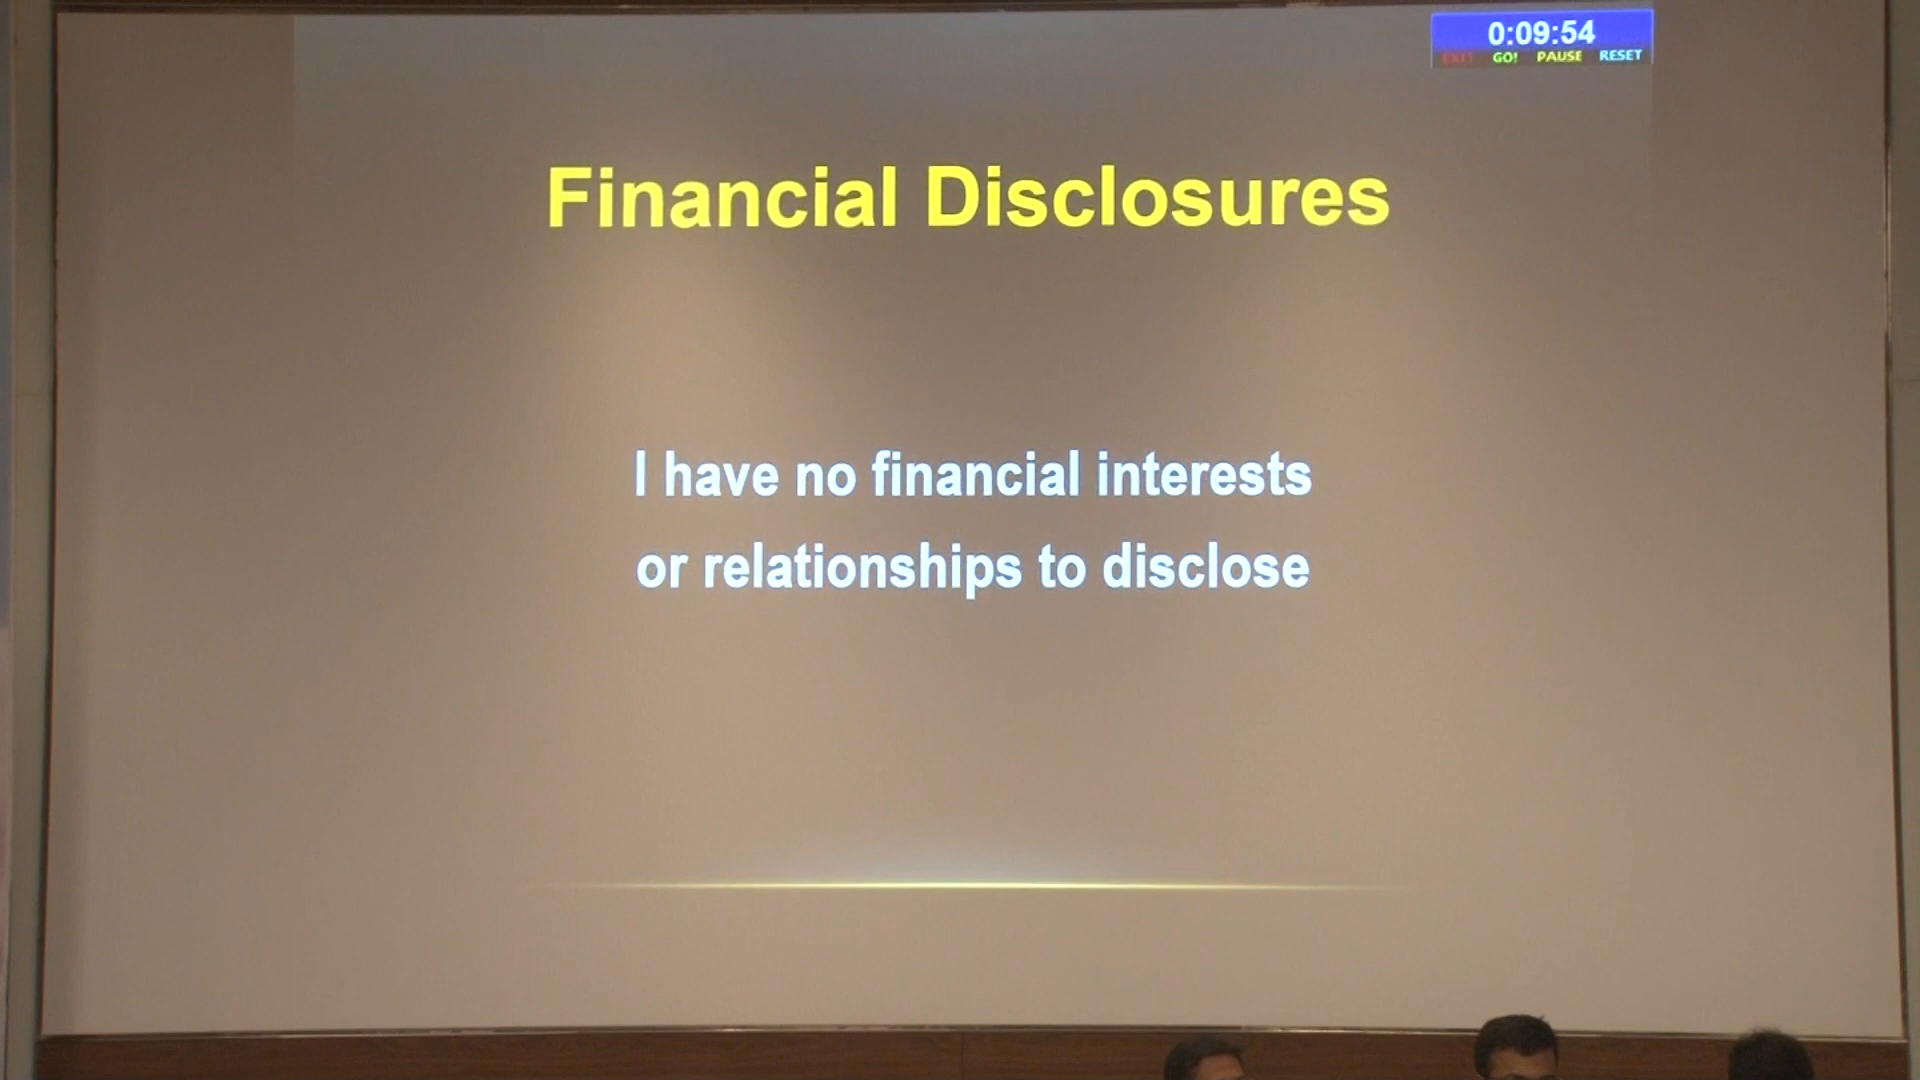 0:09:54
EXIT GO! PAUSE RESET
Financial Disclosures
I have no financial interests
or relationships to disclose